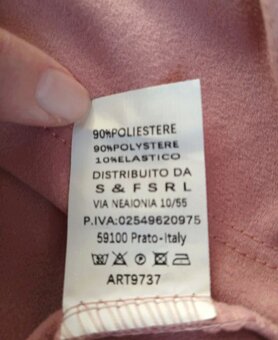 90%POLIESTERE
90%POLYSTERE
10%ELASTICO
DISTRIBUITO DA
S & F S R L
VIA NEAIONIA 10/55
P.IVA:02549620975
59100 Prato-Italy
ART9737